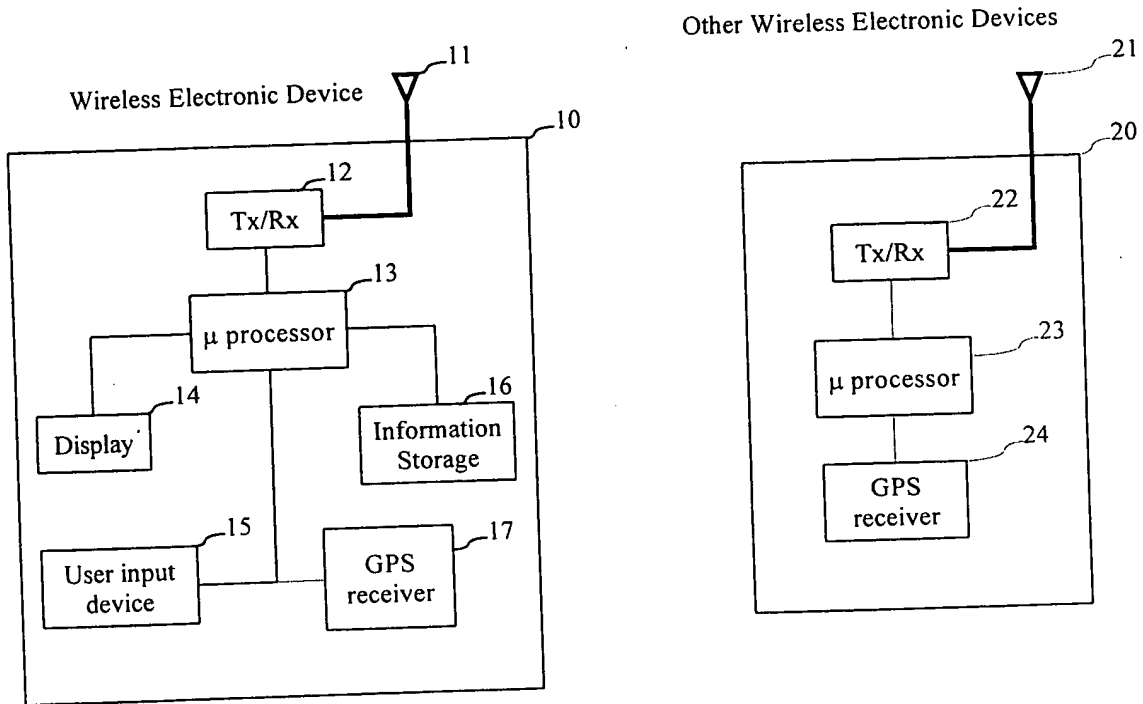 Other Wireless Electronic Devices
Wireless Electronic Device
11
10
12
Tx/Rx
13
μ processor
14
Display
16
Information
Storage
15
User input
device
17
GPS
receiver
21
20
22
Tx/Rx
23
μ processor
24
GPS
receiver